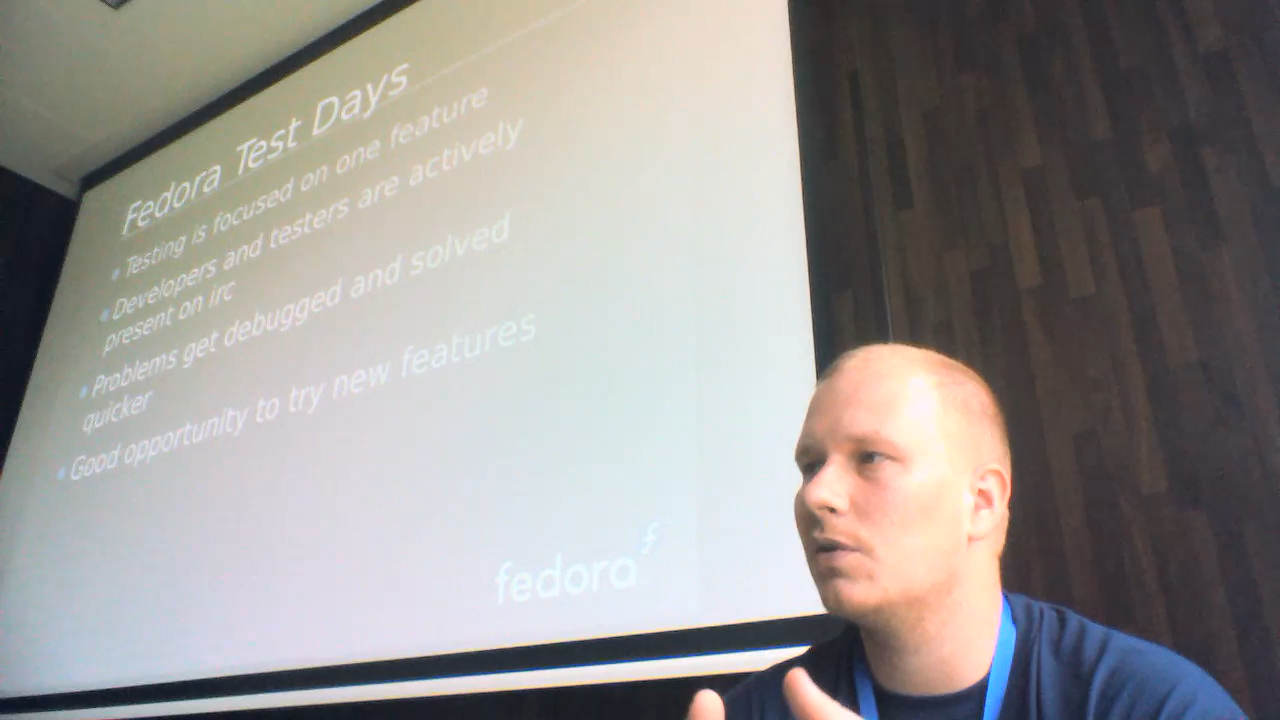 Fedora Test Days
Testing is focused on one feature
Developers and testers are actively
present on irc
Problems get debugged and solved
quicker
Good opportunity to try new features
fedora f